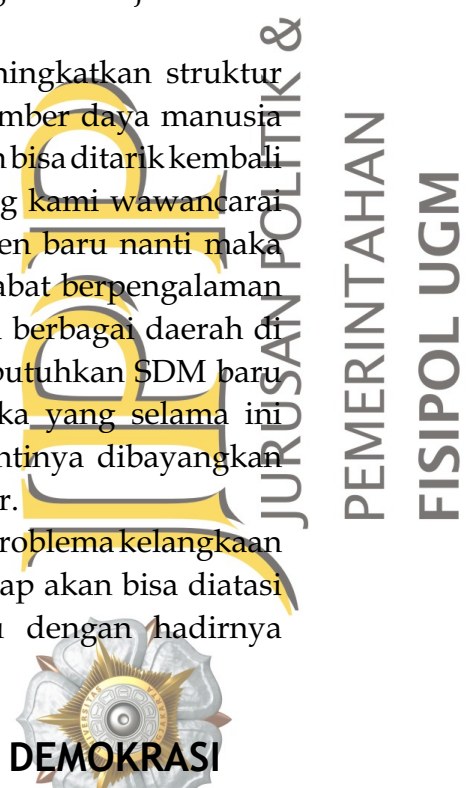 ningkatkan struktur
mber daya manusia
bisa ditarik kembali
g kami wawancarai
en baru nanti maka
abat berpengalaman
berbagai daerah di
butuhkan SDM baru
ka yang selama ini
ntinya dibayangkan
r.
roblema kelangkaan
ap akan bisa diatasi
dengan hadirnya
JPP
JURUSAN POLITIK &
PEMERINTAHAN
FISIPOL UGM
DEMOKRASI